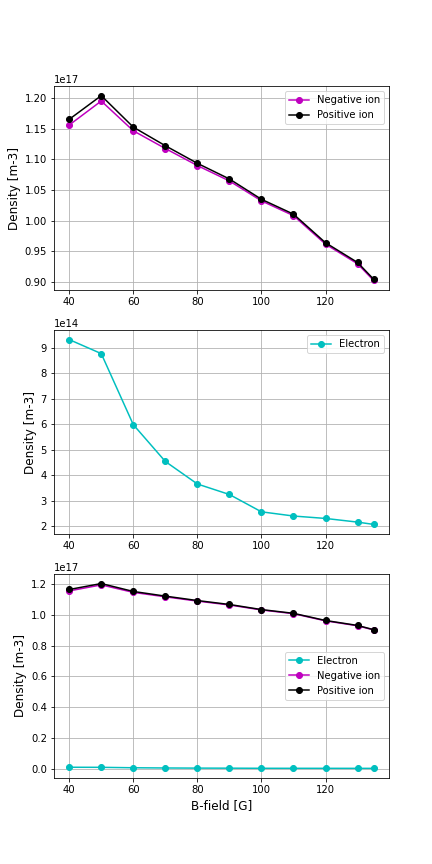 1e17
Negative ion
Positive ion
Density [m-3]
1.20
1.15
1.10
1.05
1.00
0.95
0.90
40 60 80 100 120
1e14
Electron
Density [m-3]
9
8
7
6
5
4
3
2
40 60 80 100 120
1e17
Electron
Negative ion
Positive ion
Density [m-3]
1.2
1.0
0.8
0.6
0.4
0.2
0.0
40 60 80 100 120
B-field [G]